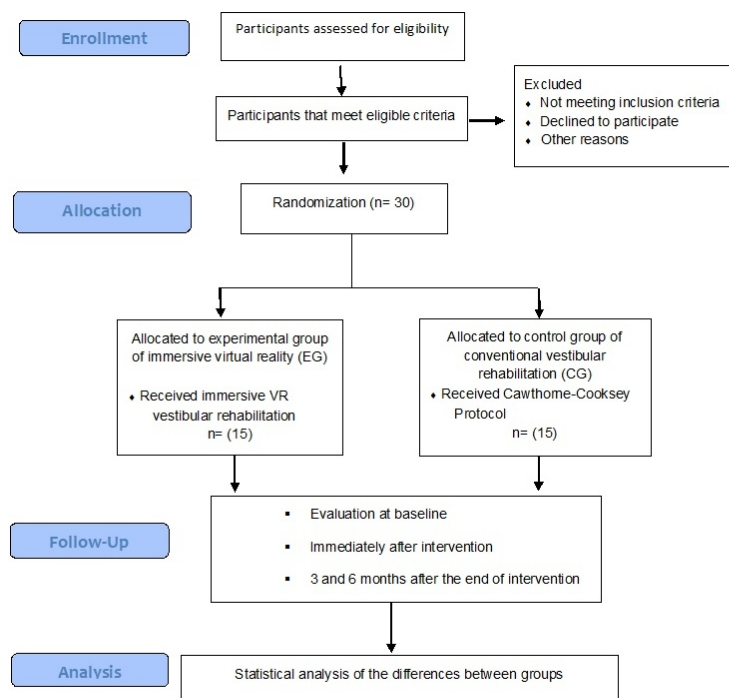 Enrollment
Participants assessed for eligibility
Participants that meet eligible criteria
Excluded
♦ Not meeting inclusion criteria
♦ Declined to participate
♦ Other reasons
Allocation
Randomization (n= 30)
Allocated to experimental group
of immersive virtual reality (EG)
♦ Received immersive VR
vestibular rehabilitation
n= (15)
Allocated to control group of
conventional vestibular
rehabilitation (CG)
♦ Received Cawthorne-Cooksey
Protocol
n= (15)
Follow-Up
▪ Evaluation at baseline
▪ Immediately after intervention
▪ 3 and 6 months after the end of intervention
Analysis
Statistical analysis of the differences between groups